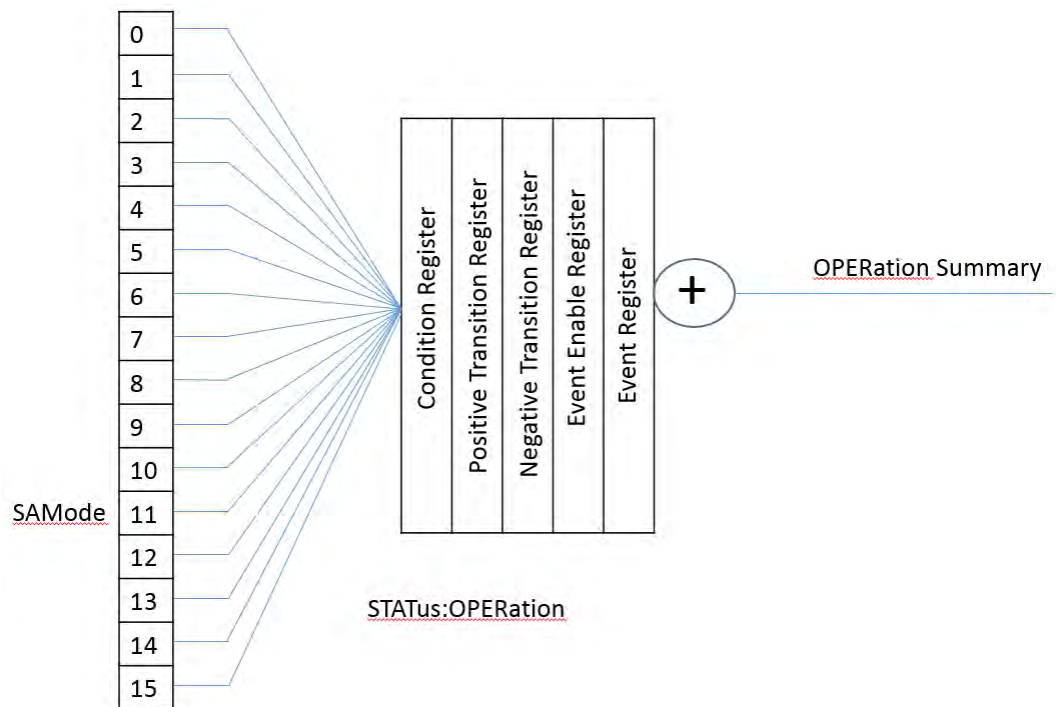 0
1
2
3
4
5
6
7
8
9
10
SAMode 11
12
13
14
15
Condition Register
Positive Transition Register
Negative Transition Register
Event Enable Register
Event Register
+
OPERation Summary
STATus:OPERation